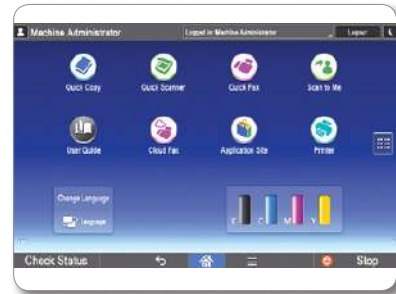 Machine Administrator
Logged in: Machine Administrator
Logout
Quick Copy
Quick Scanner
Quick Fax
Scan to Me
User Guide
Cloud Fax
Application Site
Printer
Change Language
Language
K C M Y
Check Status
Stop